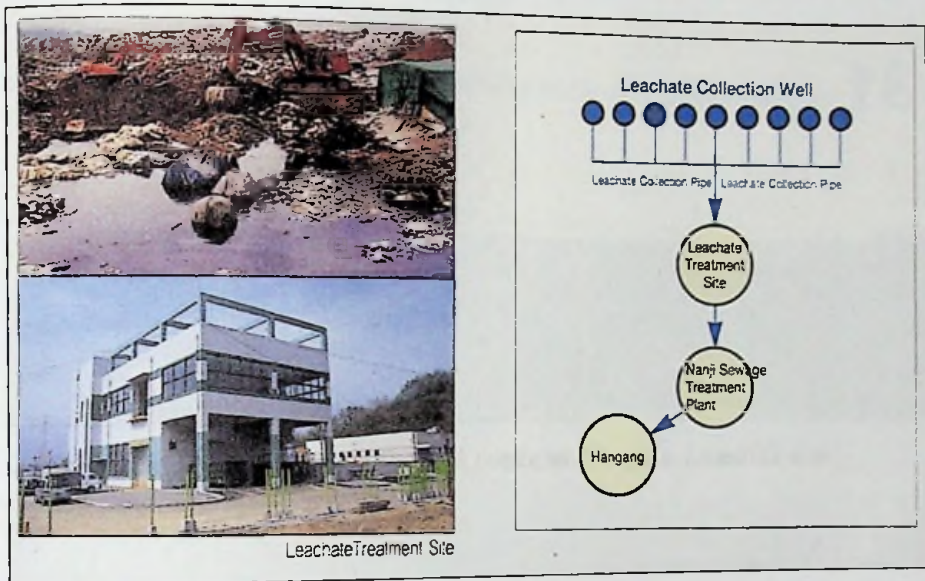 Leachate Collection Well
Leachate Collection Pipe Leachate Collection Pipe
Leachate
Treatment
Site
Nanji Sewage
Treatment
Plant
Hangang
LeachateTreatment Site